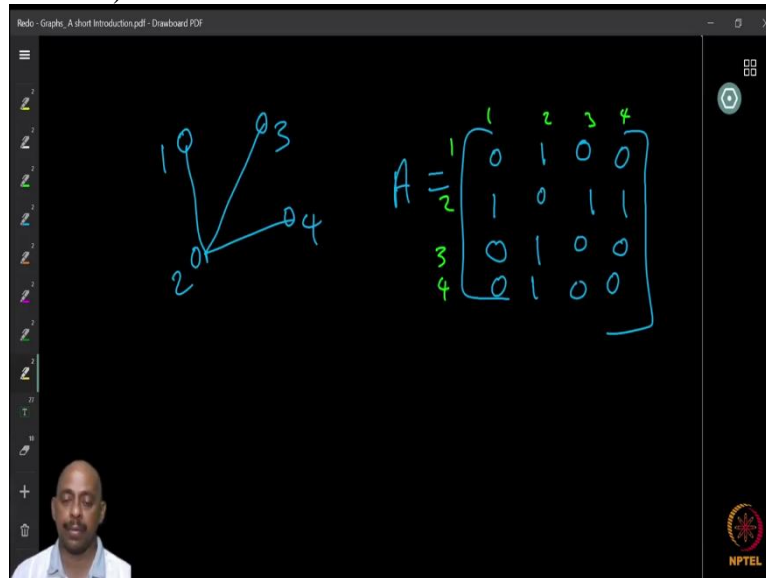 Redo - Graphs_A short Introduction.pdf - Drawboard PDF
1
3
4
2
A =
1 2 3 4
1 0 1 0 0
2 1 0 1 1
3 0 1 0 0
4 0 1 0 0
NPTEL